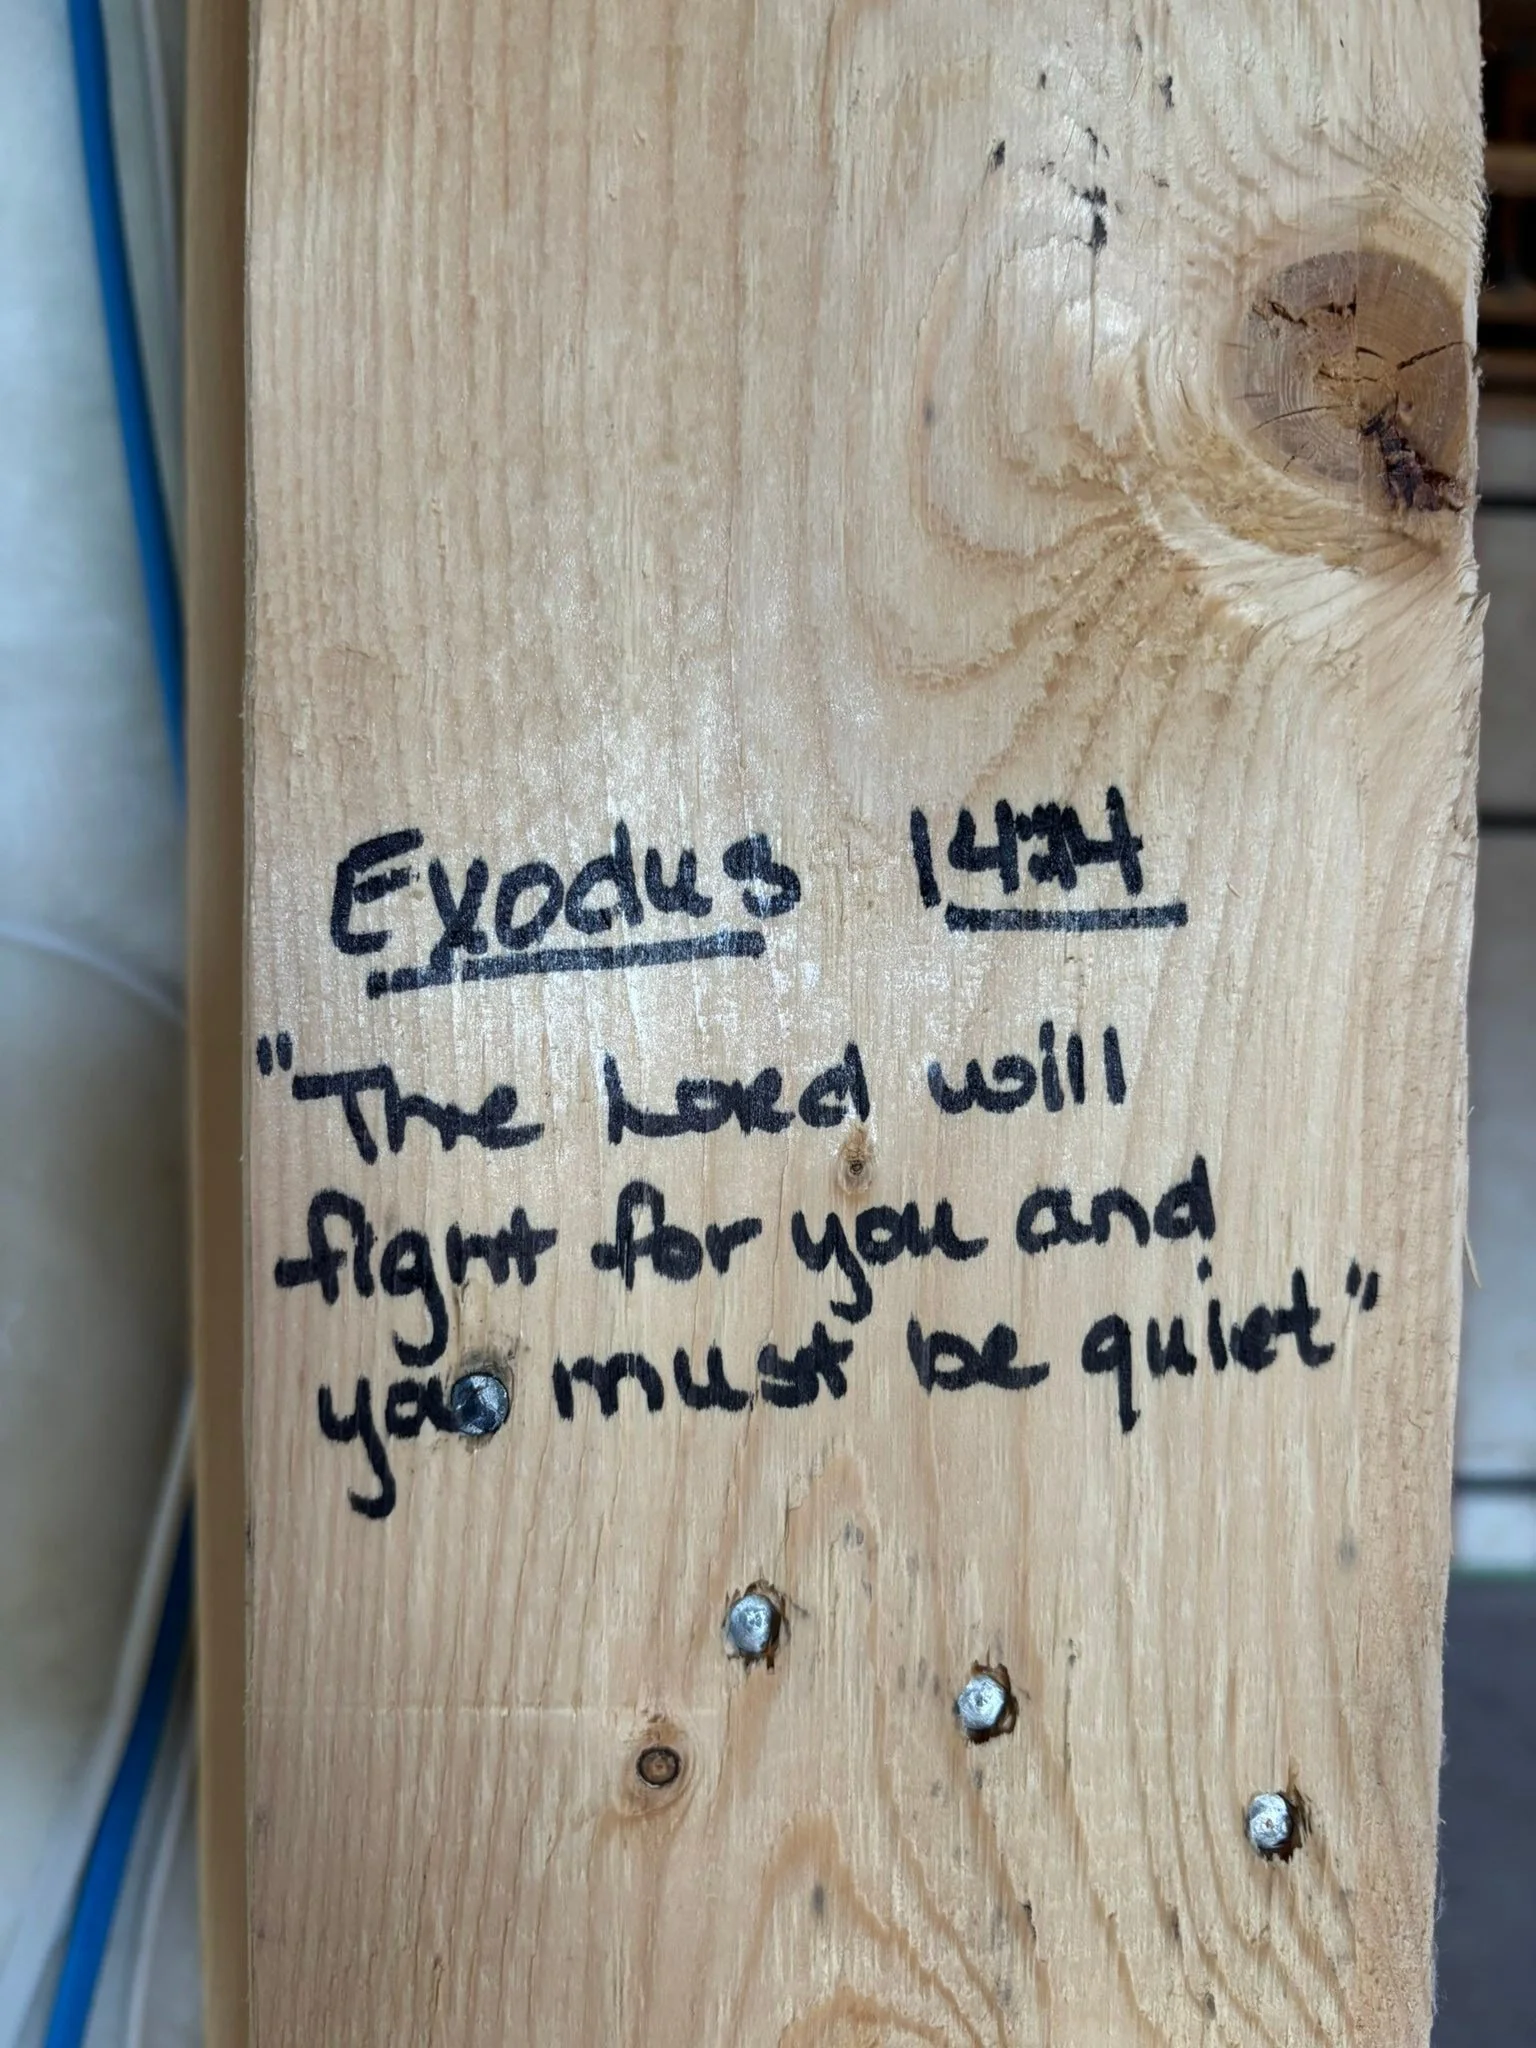 Exodus 14:14
"The Lord will
fight for you and
you must be quiet"